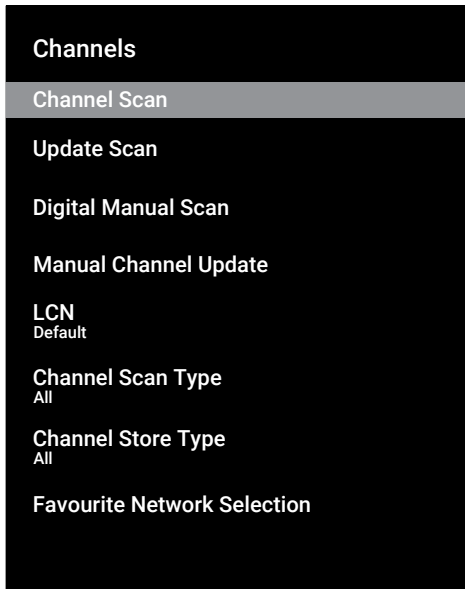 Channels
Channel Scan
Update Scan
Digital Manual Scan
Manual Channel Update
LCN
Default
Channel Scan Type
All
Channel Store Type
All
Favourite Network Selection